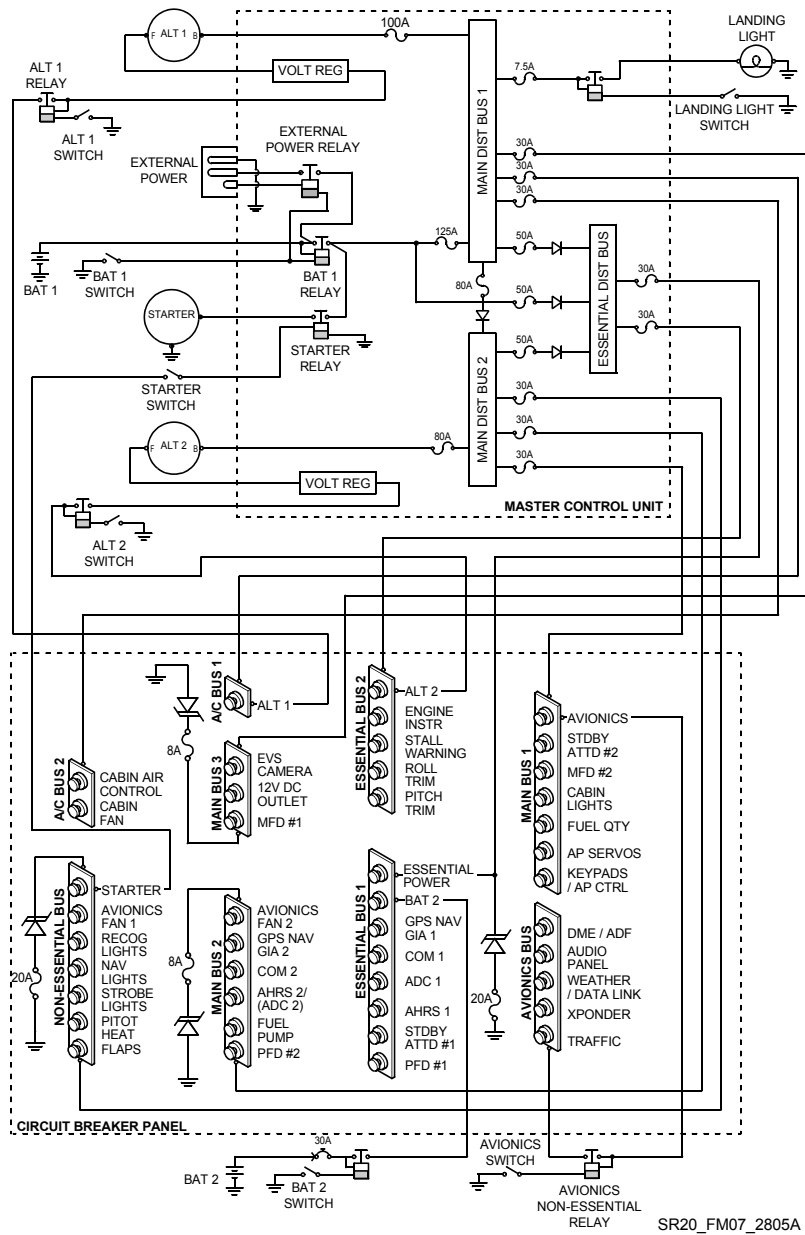 100A
LANDING
LIGHT
F
ALT 1
B
VOLT REG
7.5A
ALT 1
RELAY
ALT 1
SWITCH
MAIN DIST BUS 1
LANDING LIGHT
SWITCH
EXTERNAL
POWER RELAY
EXTERNAL
POWER
30A
30A
30A
125A
50A
ESSENTIAL DIST BUS
30A
BAT 1
BAT 1
SWITCH
BAT 1
RELAY
80A
50A
30A
STARTER
STARTER
RELAY
50A
STARTER
SWITCH
MAIN DIST BUS 2
30A
F
ALT 2
B
80A
30A
30A
VOLT REG
MASTER CONTROL UNIT
ALT 2
SWITCH
A/C BUS 1
ALT 1
8A
ESSENTIAL BUS 2
ALT 2
ENGINE
INSTR
STALL
WARNING
ROLL
TRIM
PITCH
TRIM
MAIN BUS 1
AVIONICS
STDBY
ATTD #2
MFD #2
CABIN
LIGHTS
FUEL QTY
AP SERVOS
KEYPADS
/ AP CTRL
A/C BUS 2
CABIN AIR
CONTROL
CABIN
FAN
MAIN BUS 3
EVS
CAMERA
12V DC
OUTLET
MFD #1
NON-ESSENTIAL BUS
STARTER
AVIONICS
FAN 1
RECOG
LIGHTS
NAV
LIGHTS
STROBE
LIGHTS
PITOT
HEAT
FLAPS
20A
8A
MAIN BUS 2
AVIONICS
FAN 2
GPS NAV
GIA 2
COM 2
AHRS 2/
(ADC 2)
FUEL
PUMP
PFD #2
ESSENTIAL BUS 1
ESSENTIAL
POWER
BAT 2
GPS NAV
GIA 1
COM 1
ADC 1
AHRS 1
STDBY
ATTD #1
PFD #1
20A
AVIONICS BUS
DME / ADF
AUDIO
PANEL
WEATHER
/ DATA LINK
XPONDER
TRAFFIC
CIRCUIT BREAKER PANEL
30A
BAT 2
BAT 2
SWITCH
AVIONICS
SWITCH
AVIONICS
NON-ESSENTIAL
RELAY
SR20_FM07_2805A